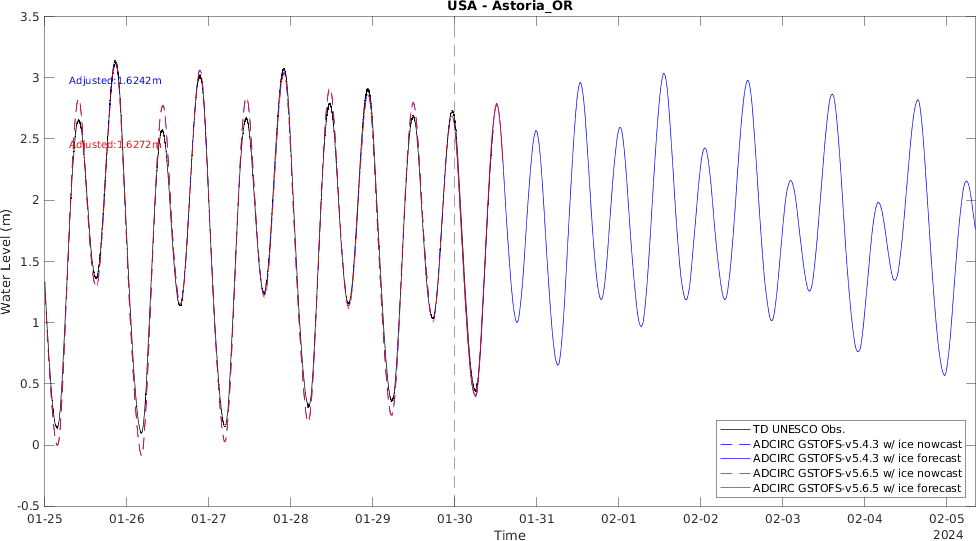 USA - Astoria_OR
3.5
3
2.5
2
1.5
1
0.5
0
-0.5
Water Level (m)
Adjusted:1.6242m
Adjusted:1.6272m
TD UNESCO Obs.
ADCIRC GSTOFS-v5.4.3 w/ ice nowcast
ADCIRC GSTOFS-v5.4.3 w/ ice forecast
ADCIRC GSTOFS-v5.6.5 w/ ice nowcast
ADCIRC GSTOFS-v5.6.5 w/ ice forecast
01-25 01-26 01-27 01-28 01-29 01-30 01-31 02-01 02-02 02-03 02-04 02-05
2024
Time